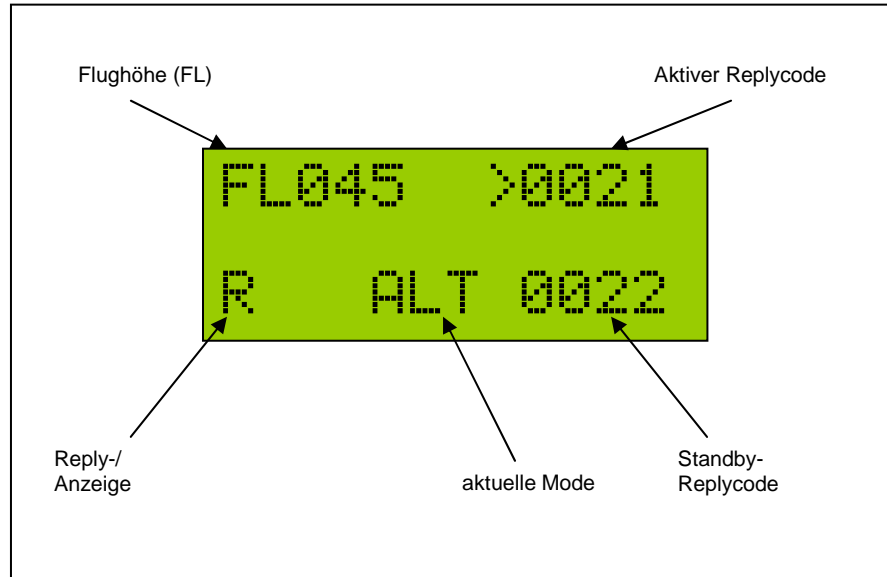 Flughöhe (FL)
Aktiver Replycode
FL045 >0021
R ALT 0022
Reply-/
Anzeige
aktuelle Mode
Standby-
Replycode